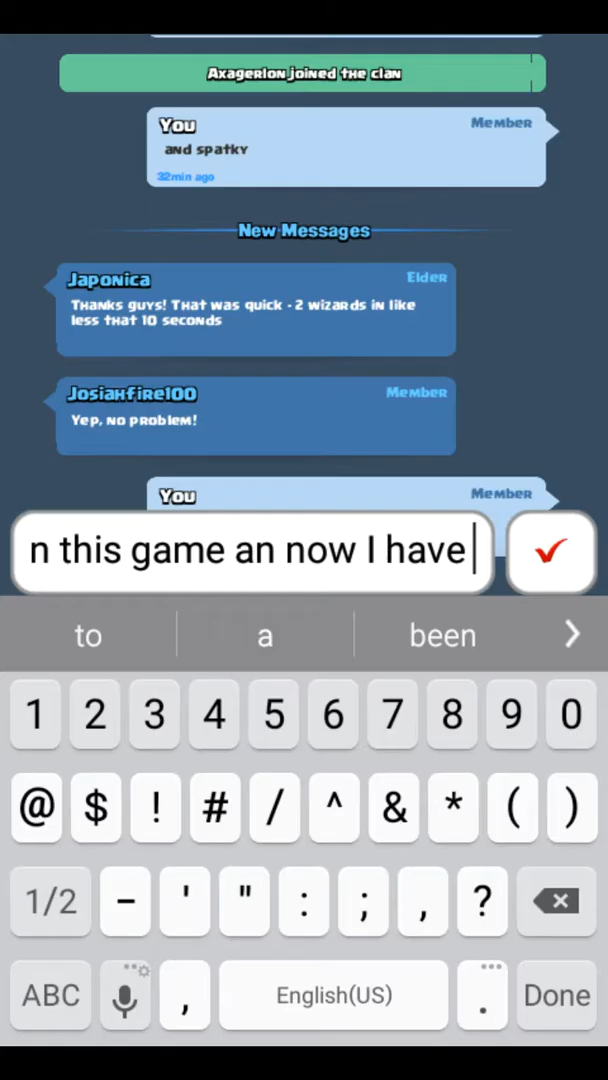 Axagerlon joined the clan
You
Member
and spatky
32min ago
New Messages
Japonica
Elder
Thanks guys! That was quick - 2 wizards in like
less that 10 seconds
Josiahfire100
Member
Yep, no problem!
You
Member
n this game an now I have
to a been
1 2 3 4 5 6 7 8 9 0
@ $ ! # / ^ & * ( )
1/2 - ' " : ; , ?
ABC , English(US) . Done